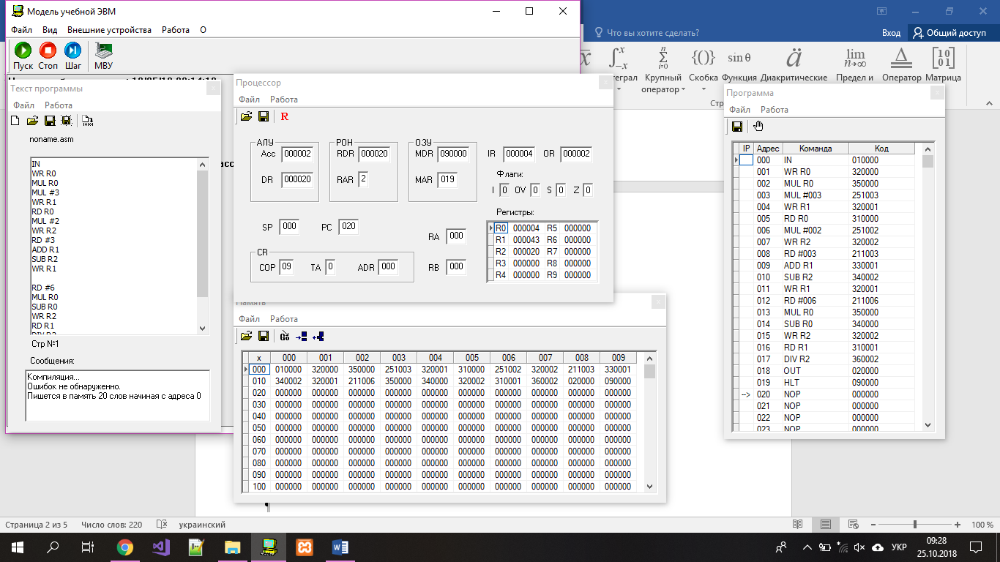 Модель учебной ЭВМ
Файл Вид Внешние устройства Работа О
Пуск Стоп Шаг МВУ
Что вы хотите сделать?
Вход Общий доступ
Крупный оператор Скобка Функция Диакритические Предел и Оператор Матрица
Текст программы
Файл Работа
noname.asm
IN
WR R0
MUL R0
MUL #3
WR R1
RD R0
MUL #2
WR R2
RD #3
ADD R1
SUB R2
WR R1
RD #6
MUL R0
SUB R0
WR R2
RD R1
Стр №1
Сообщения:
Компиляция...
Ошибок не обнаруженно.
Пишется в память 20 слов начиная с адреса 0
Процессор
Файл Работа
R
АЛУ РОН ОЗУ
Acc 000002 RDR 000020 MDR 090000 IR 000004 OR 000002
DR 000020 RAR 2 MAR 019
Флаги:
I 0 OV 0 S 0 Z 0
Регистры:
SP 000 PC 020 RA 000
R0 000004 R5 000000
R1 000043 R6 000000
R2 000020 R7 000000
R3 000000 R8 000000
R4 000000 R9 000000
CR
COP 09 TA 0 ADR 000 RB 000
Память
Файл Работа
Go
x 000 001 002 003 004 005 006 007 008 009
000 010000 320000 350000 251003 320001 310000 251002 320002 211003 330001
010 340002 320001 211006 350000 340000 320002 310001 360002 020000 090000
020 000000 000000 000000 000000 000000 000000 000000 000000 000000 000000
030 000000 000000 000000 000000 000000 000000 000000 000000 000000 000000
040 000000 000000 000000 000000 000000 000000 000000 000000 000000 000000
050 000000 000000 000000 000000 000000 000000 000000 000000 000000 000000
060 000000 000000 000000 000000 000000 000000 000000 000000 000000 000000
070 000000 000000 000000 000000 000000 000000 000000 000000 000000 000000
080 000000 000000 000000 000000 000000 000000 000000 000000 000000 000000
090 000000 000000 000000 000000 000000 000000 000000 000000 000000 000000
100 000000 000000 000000 000000 000000 000000 000000 000000 000000 000000
Программа
Файл Работа
IP Адрес Команда Код
000 IN 010000
001 WR R0 320000
002 MUL R0 350000
003 MUL #003 251003
004 WR R1 320001
005 RD R0 310000
006 MUL #002 251002
007 WR R2 320002
008 RD #003 211003
009 ADD R1 330001
010 SUB R2 340002
011 WR R1 320001
012 RD #006 211006
013 MUL R0 350000
014 SUB R0 340000
015 WR R2 320002
016 RD R1 310001
017 DIV R2 360002
018 OUT 020000
019 HLT 090000
--> 020 NOP 000000
021 NOP 000000
022 NOP 000000
023 NOP 000000
Страница 2 из 5 Число слов: 220 украинский 100 %
УКР
09:28
25.10.2018